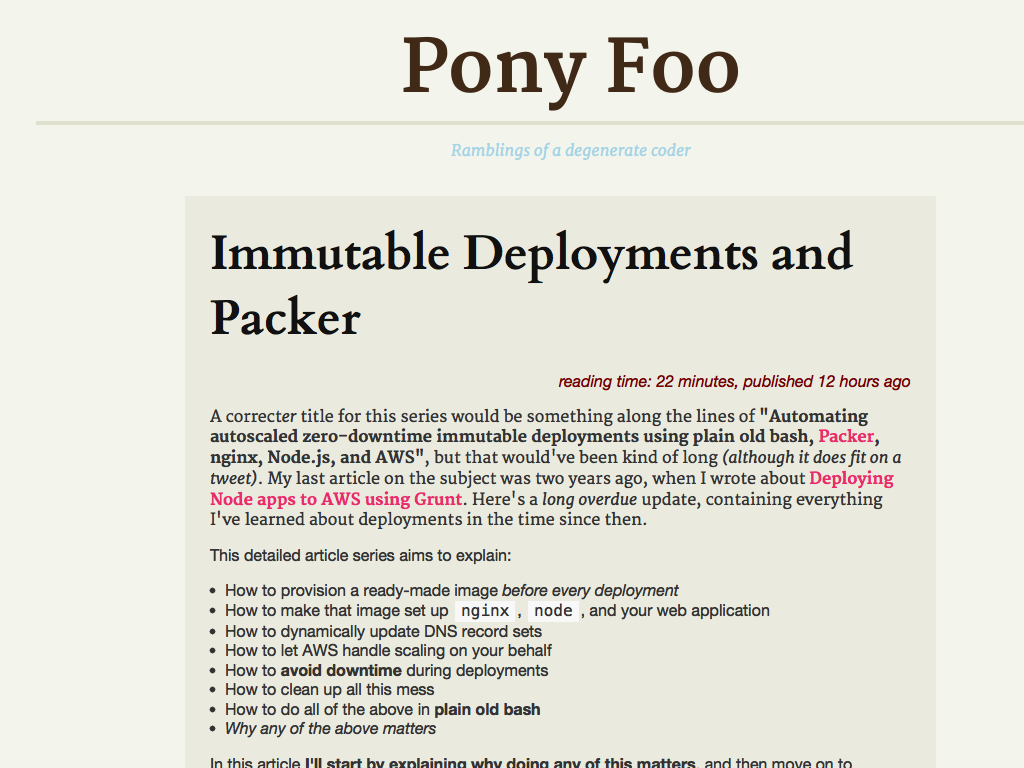 Pony Foo
Ramblings of a degenerate coder
Immutable Deployments and
Packer
reading time: 22 minutes, published 12 hours ago
A correcter title for this series would be something along the lines of "Automating
autoscaled zero-downtime immutable deployments using plain old bash, Packer,
nginx, Node.js, and AWS", but that would've been kind of long (although it does fit on a
tweet). My last article on the subject was two years ago, when I wrote about Deploying
Node apps to AWS using Grunt. Here's a long overdue update, containing everything
I've learned about deployments in the time since then.
This detailed article series aims to explain:
• How to provision a ready-made image before every deployment
• How to make that image set up nginx, node, and your web application
• How to dynamically update DNS record sets
• How to let AWS handle scaling on your behalf
• How to avoid downtime during deployments
• How to clean up all this mess
• How to do all of the above in plain old bash
• Why any of the above matters
In this article I'll start by explaining why doing any of this matters, and then move on to